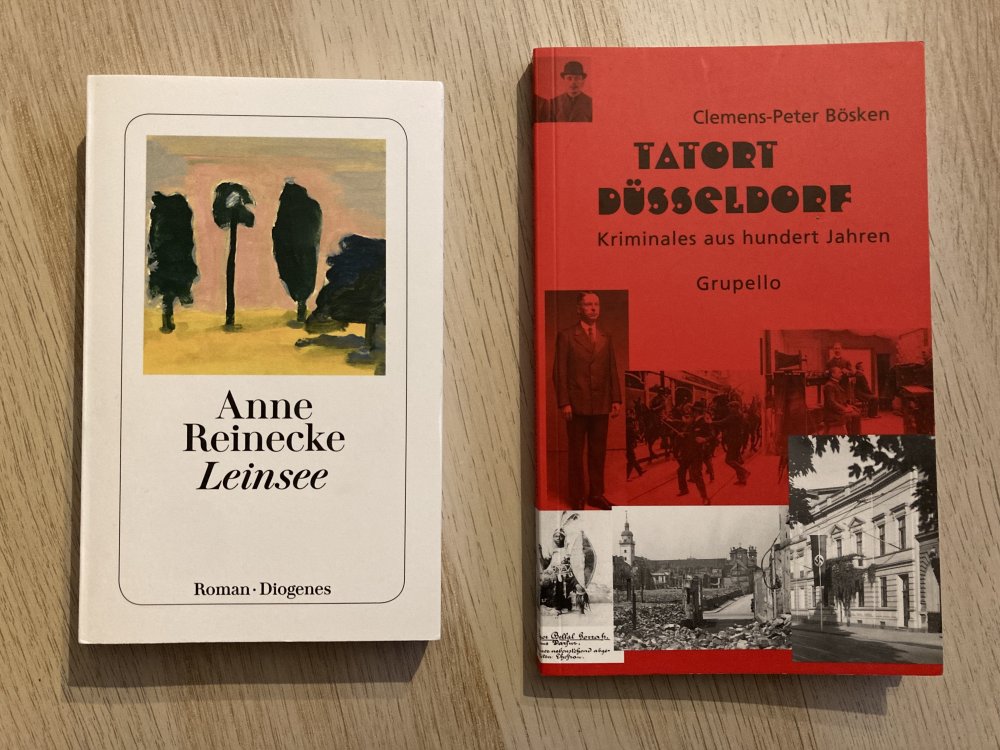 Anne
Reinecke
Leinsee
Roman · Diogenes
Clemens-Peter Bösken
TATORT
DÜSSELDORF
Kriminales aus hundert Jahren
Grupello